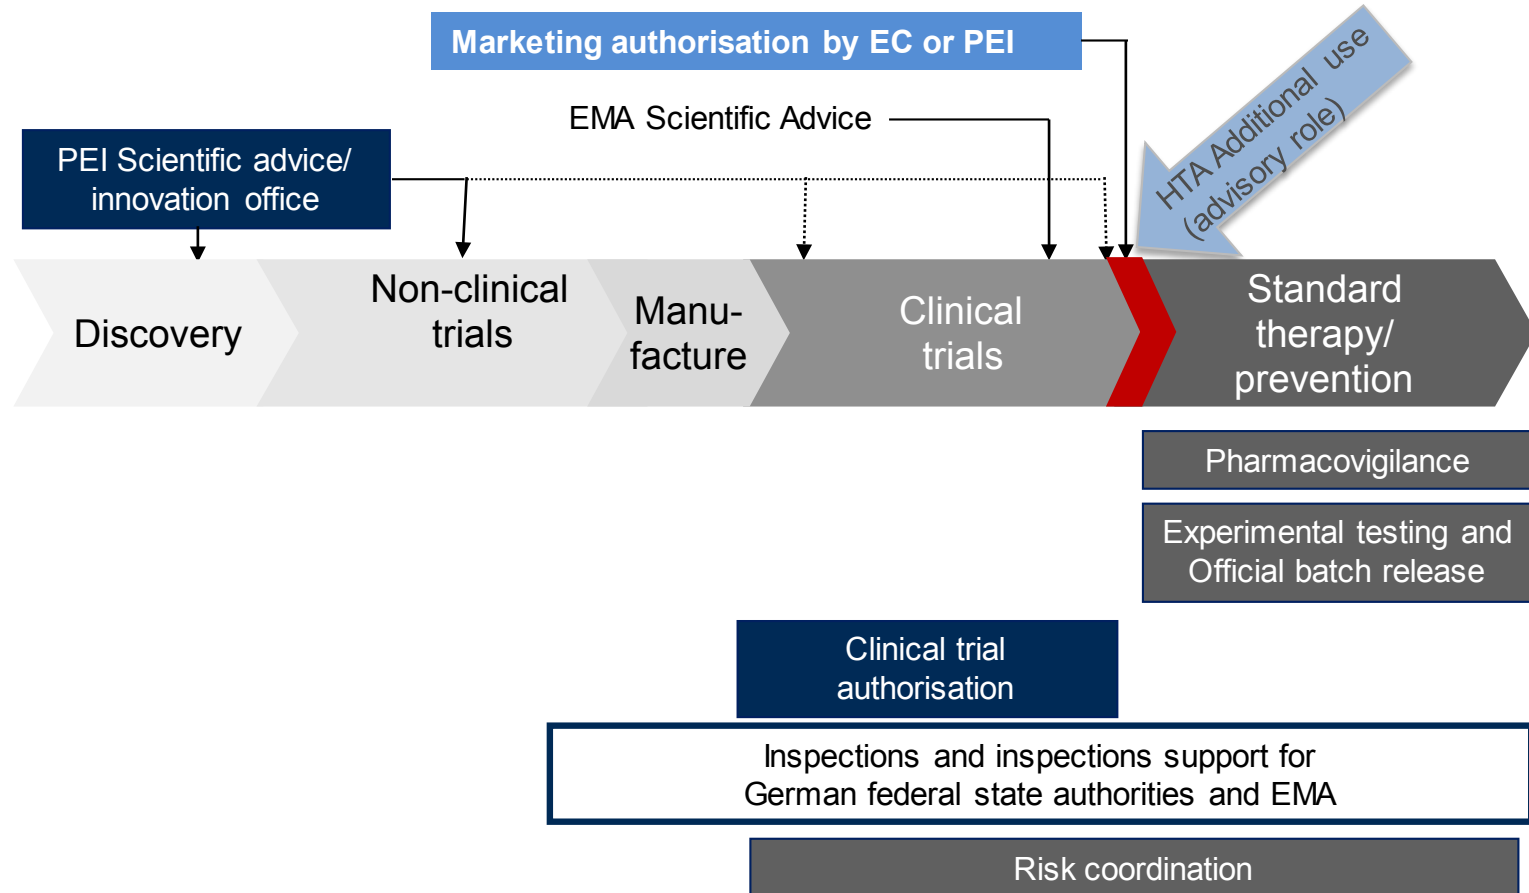 Marketing authorisation by EC or PEI
EMA Scientific Advice
HTA Additional use
(advisory role)
PEI Scientific advice/
innovation office
Discovery
Non-clinical
trials
Manu-
facture
Clinical
trials
Standard
therapy/
prevention
Pharmacovigilance
Experimental testing and
Official batch release
Clinical trial
authorisation
Inspections and inspections support for
German federal state authorities and EMA
Risk coordination